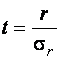 t = r / σ_r